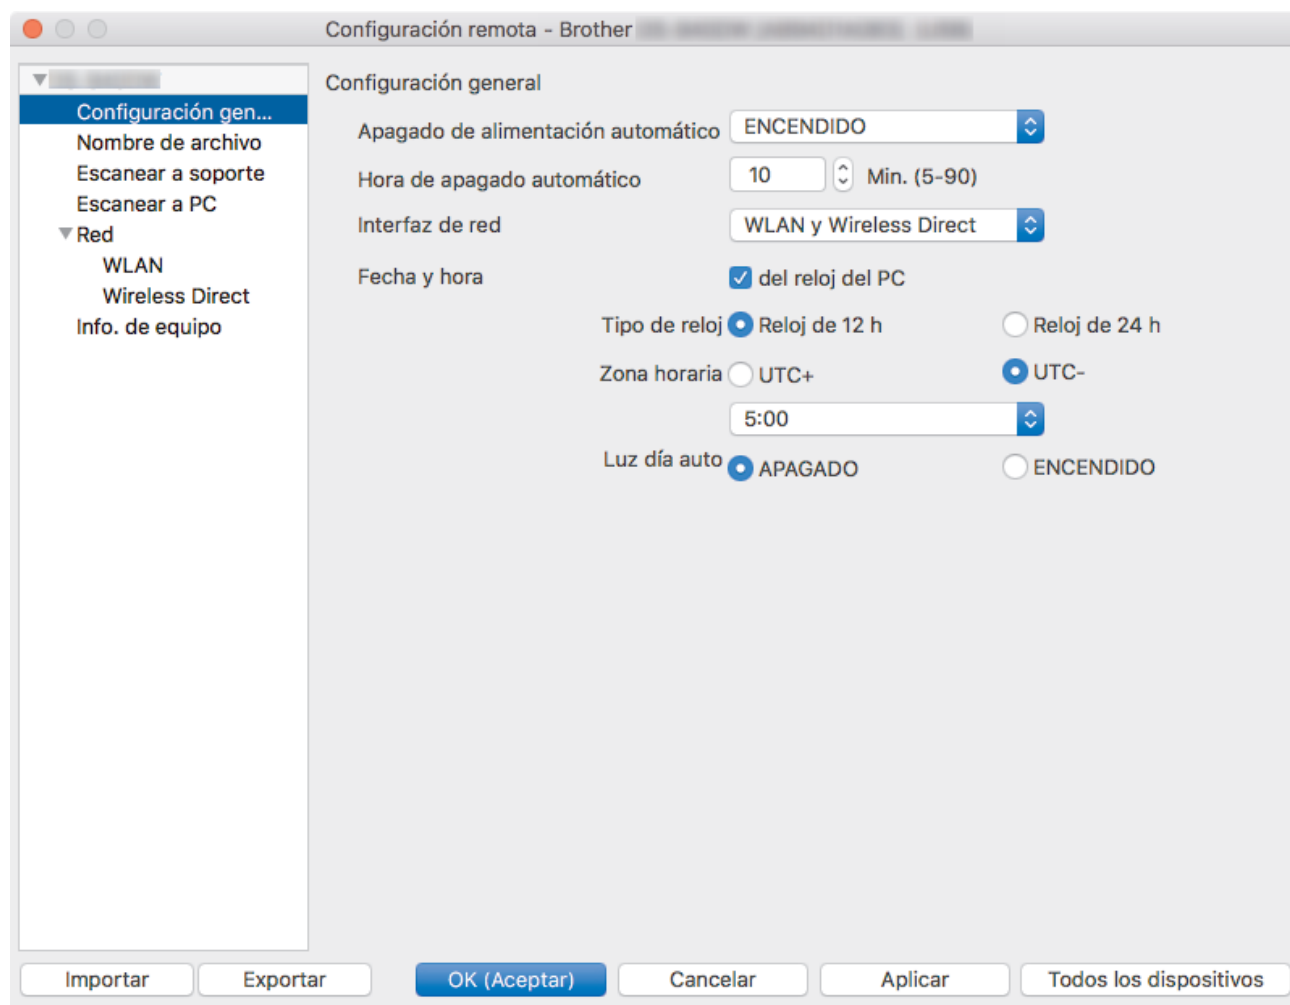 Configuración remota - Brother
Configuración gen...
Nombre de archivo
Escanear a soporte
Escanear a PC
Red
WLAN
Wireless Direct
Info. de equipo
Configuración general
Apagado de alimentación automático ENCENDIDO
Hora de apagado automático 10 Min. (5-90)
Interfaz de red WLAN y Wireless Direct
Fecha y hora del reloj del PC
Tipo de reloj Reloj de 12 h Reloj de 24 h
Zona horaria UTC+ UTC-
5:00
Luz día auto APAGADO ENCENDIDO
Importar Exportar OK (Aceptar) Cancelar Aplicar Todos los dispositivos